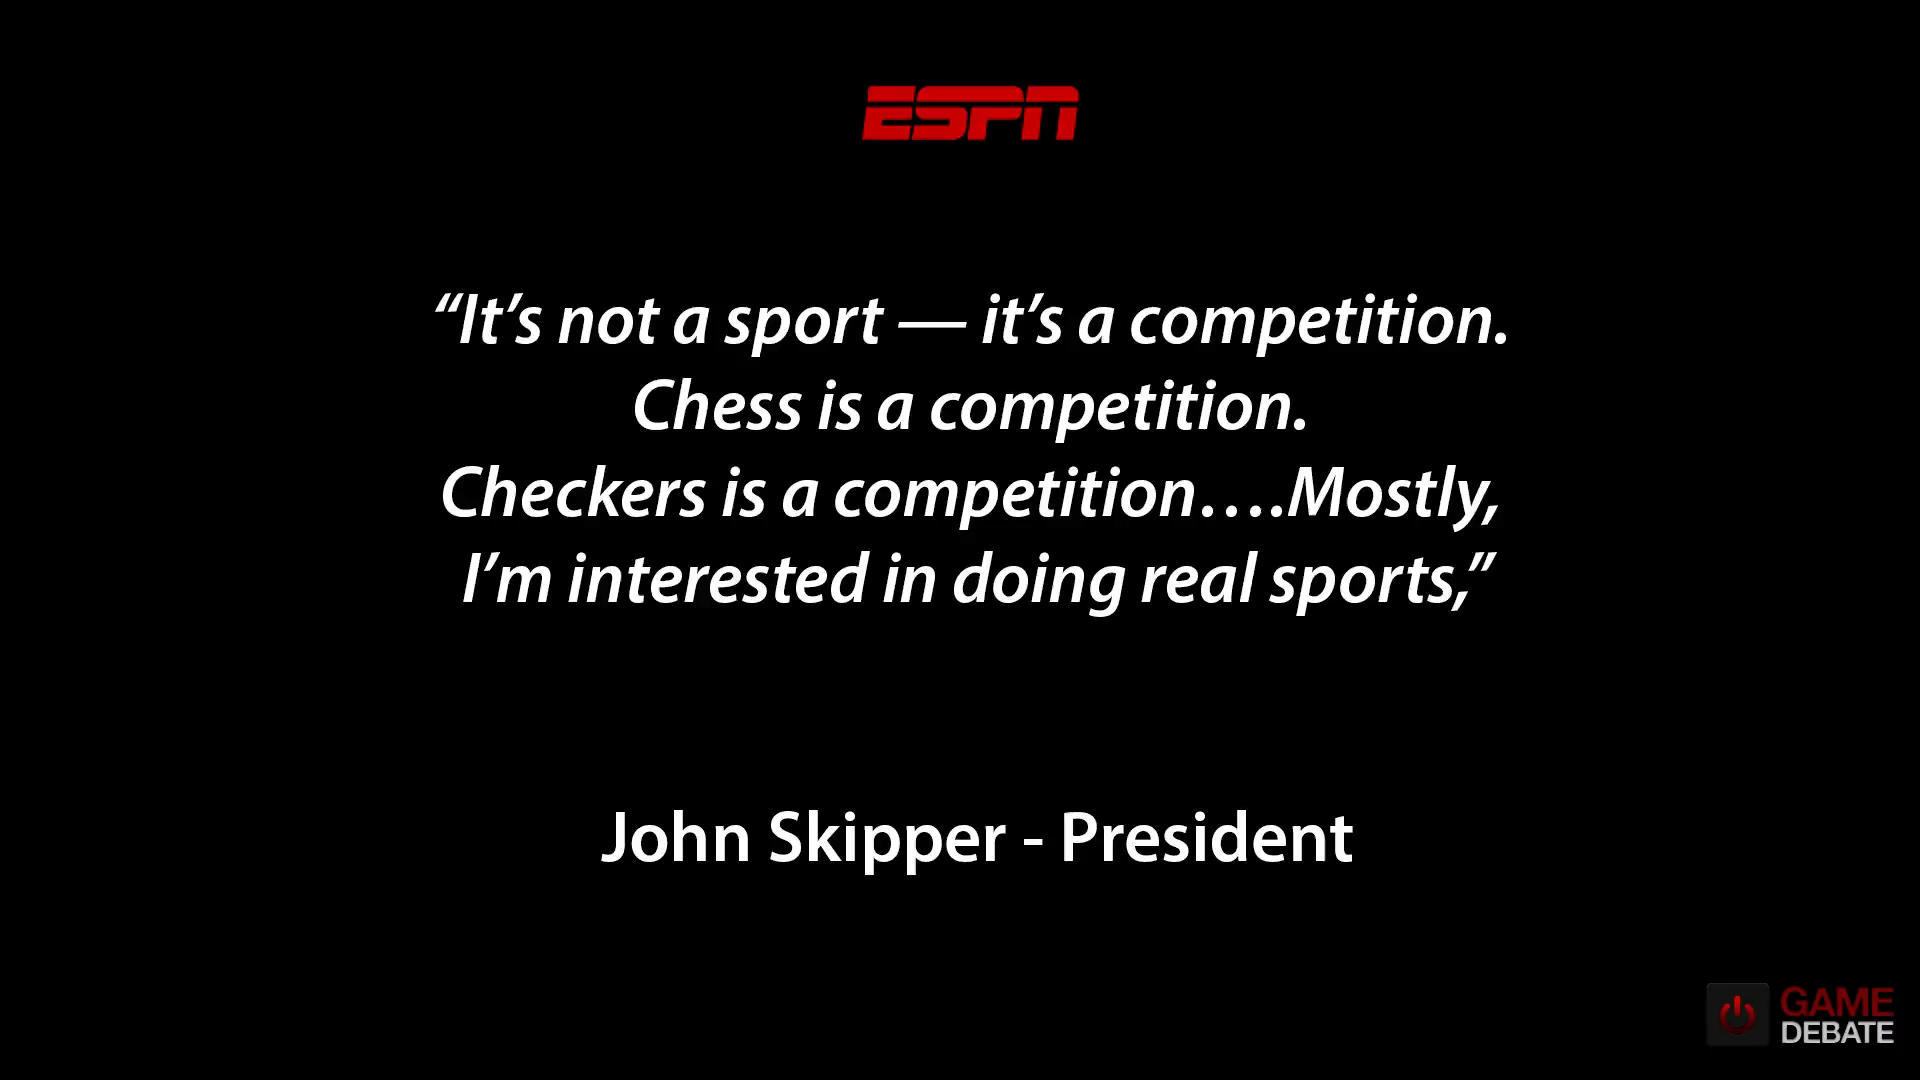 ESPN
“It’s not a sport — it’s a competition.
Chess is a competition.
Checkers is a competition….Mostly,
I’m interested in doing real sports,”
John Skipper - President
GAME
DEBATE